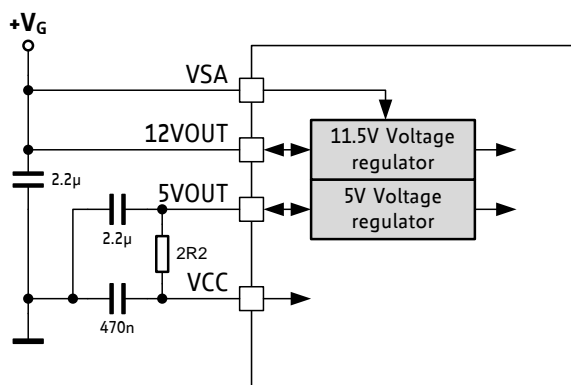 +VG
VSA
12VOUT
11.5V Voltage
regulator
2.2µ
5VOUT
5V Voltage
regulator
2.2µ
2R2
VCC
470n